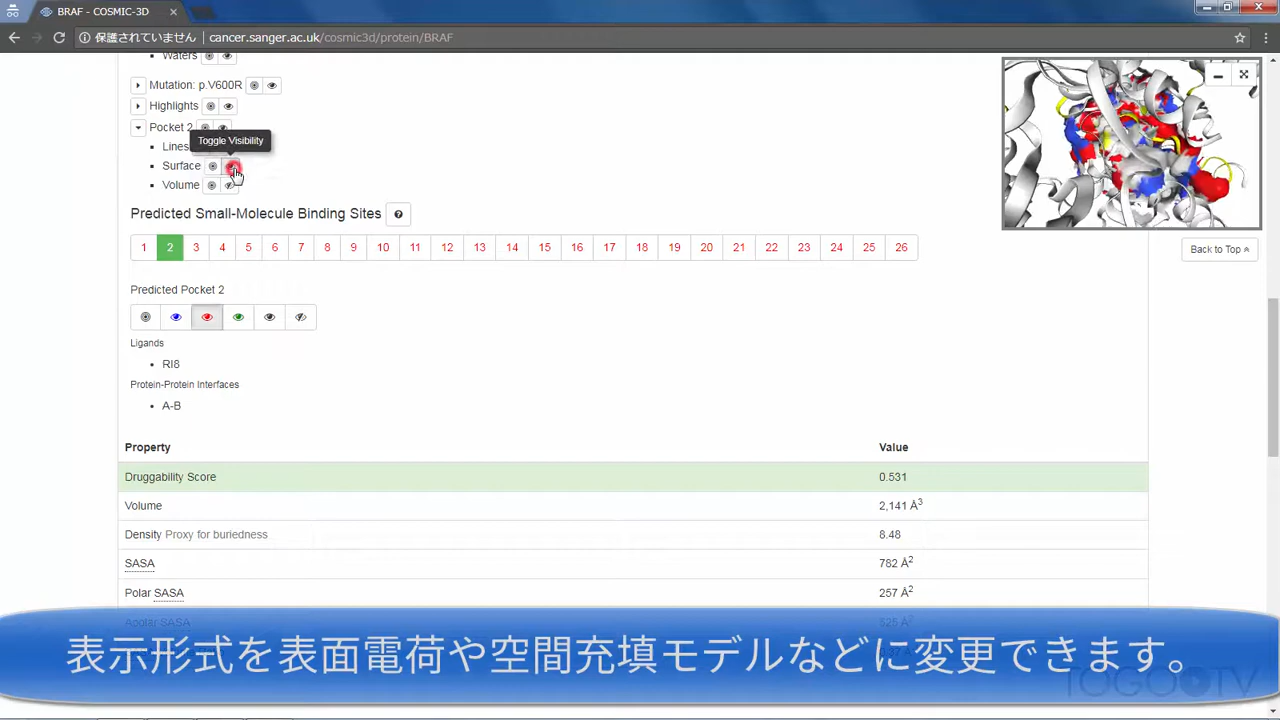 BRAF - COSMIC-3D
保護されていません cancer.sanger.ac.uk/cosmic3d/protein/BRAF
Waters
Mutation: p.V600R
Highlights
Pocket 2
Toggle Visibility
Lines
Surface
Volume
Predicted Small-Molecule Binding Sites
1 2 3 4 5 6 7 8 9 10 11 12 13 14 15 16 17 18 19 20 21 22 23 24 25 26
Back to Top
Predicted Pocket 2
Ligands
RI8
Protein-Protein Interfaces
A-B
Property Value
Druggability Score 0.531
Volume 2,141 Å3
Density Proxy for buriedness 8.48
SASA 782 Å2
Polar SASA 257 Å2
Apolar SASA 525 Å2
表示形式を表面電荷や空間充填モデルなどに変更できます。
TOGOTV